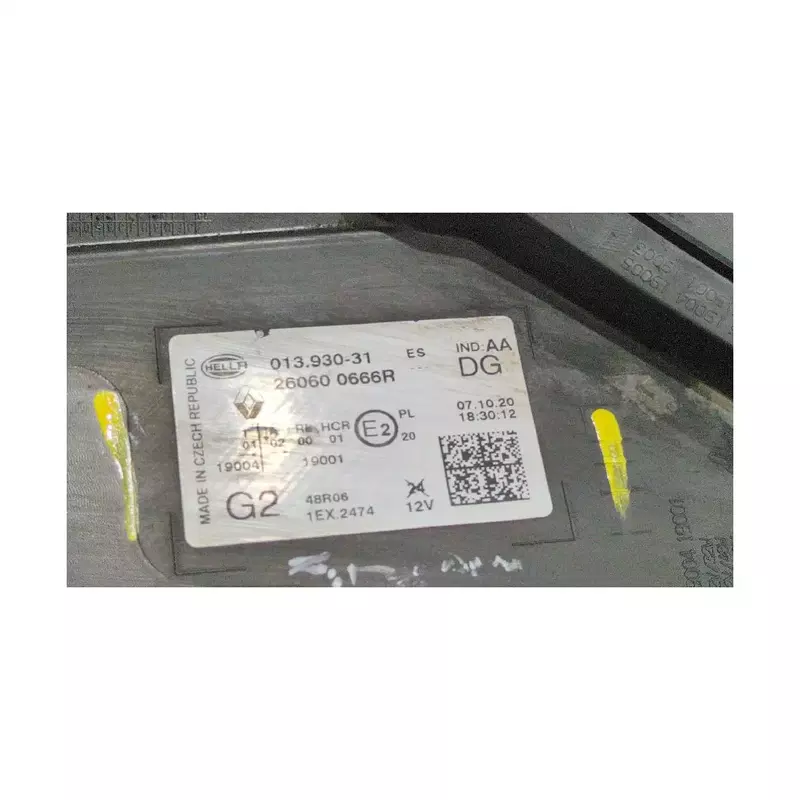 HELLA
013.930-31
ES
IND:AA
26060 0666R
DG
MADE IN CZECH REPUBLIC
07.10.20
18:30:12
HCR
E2
PL
01
02
00
01
20
19004
19001
G2
48R06
1EX.2474
24
12V